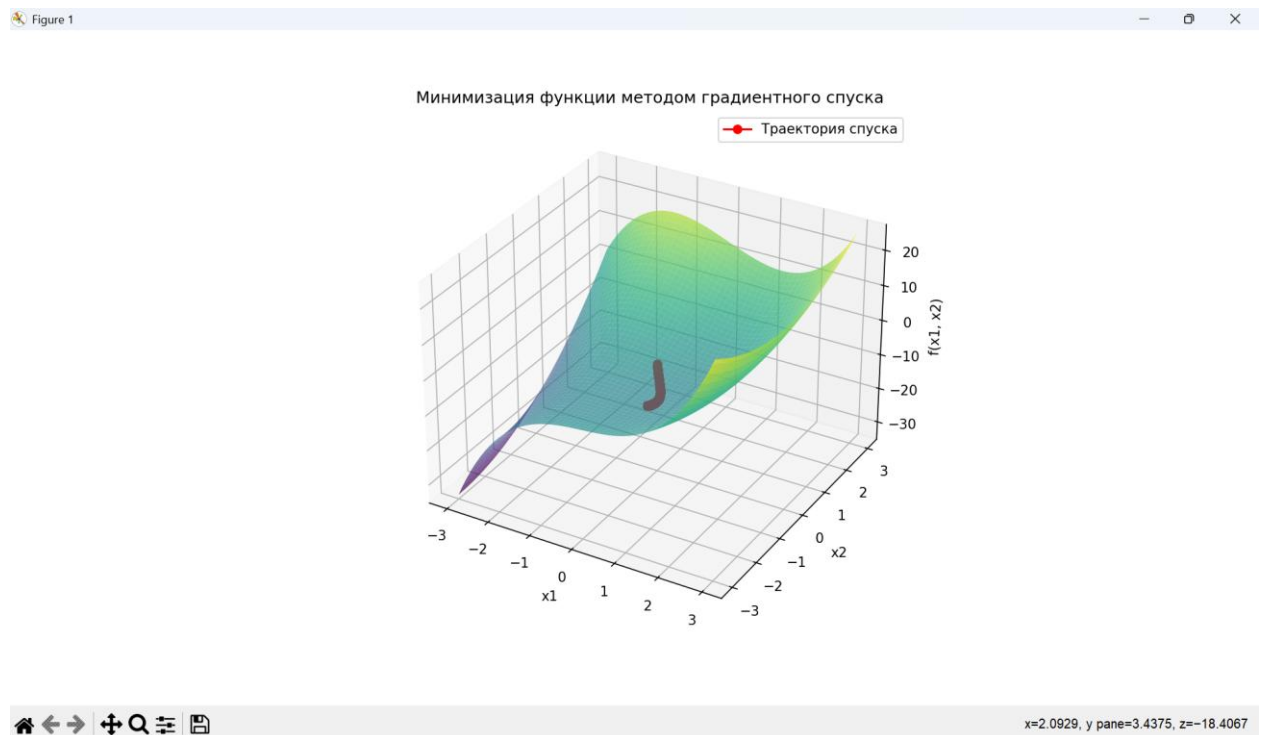 Figure 1
Минимизация функции методом градиентного спуска
Траектория спуска
20
10
0
−10
−20
−30
f(x1, x2)
−3
−2
−1
0
1
2
3
x1
3
2
1
0
−1
−2
−3
x2
x=2.0929, y pane=3.4375, z=−18.4067